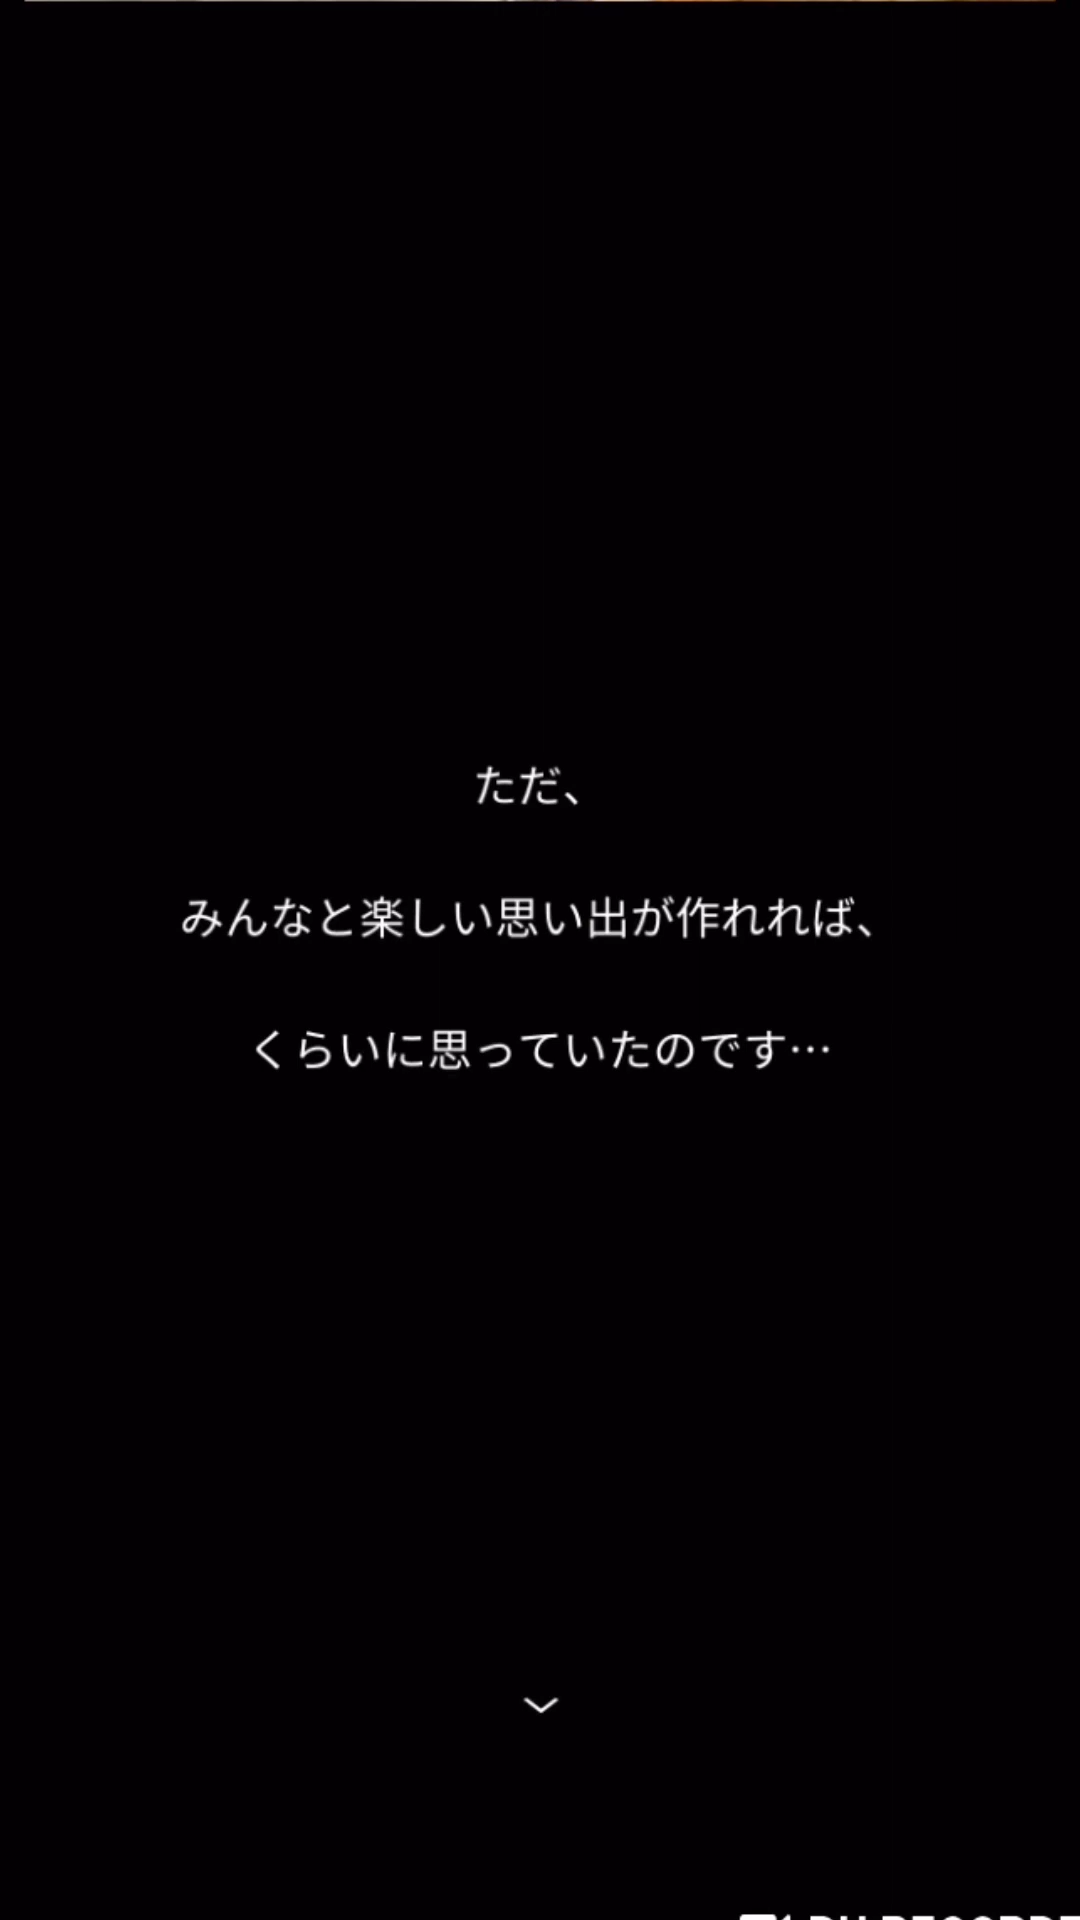 ただ、
みんなと楽しい思い出が作れれば、
くらいに思っていたのです…